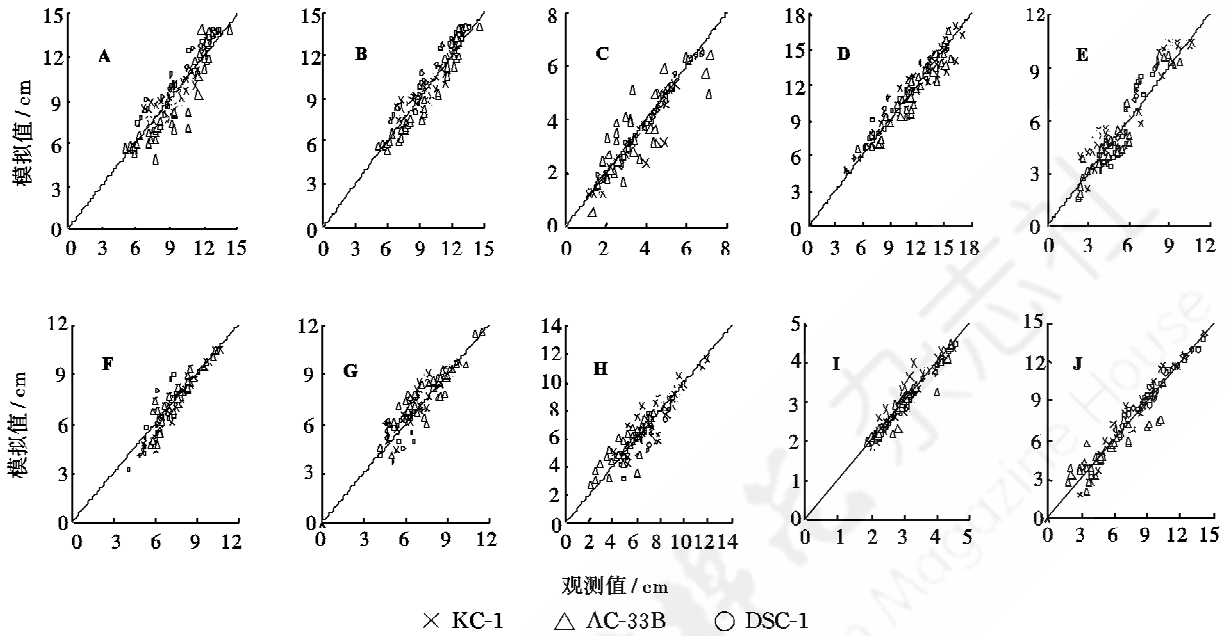 15 15 8 18 12
12 A 12 B 6 C 15 D 9 E
9 9 4 12 6
6 6 2 9 3
3 3 0 6 0
0 0 3
0
模拟值/cm
0 3 6 9 12 15 0 3 6 9 12 15 0 2 4 6 8 0 3 6 9 12 15 18 0 3 6 9 12
12 12 14 5 15
9 F 9 G 12 H 4 I 12 J
6 6 10 3 9
3 3 8 2 6
0 0 6 1 3
4 0 0
2
0
模拟值/cm
0 3 6 9 12 0 3 6 9 12 0 2 4 6 8 10 12 14 0 1 2 3 4 5 0 3 6 9 12 15
观测值/cm
× KC-1 △ ΛC-33B ○ DSC-1
杂志社
Magazine House